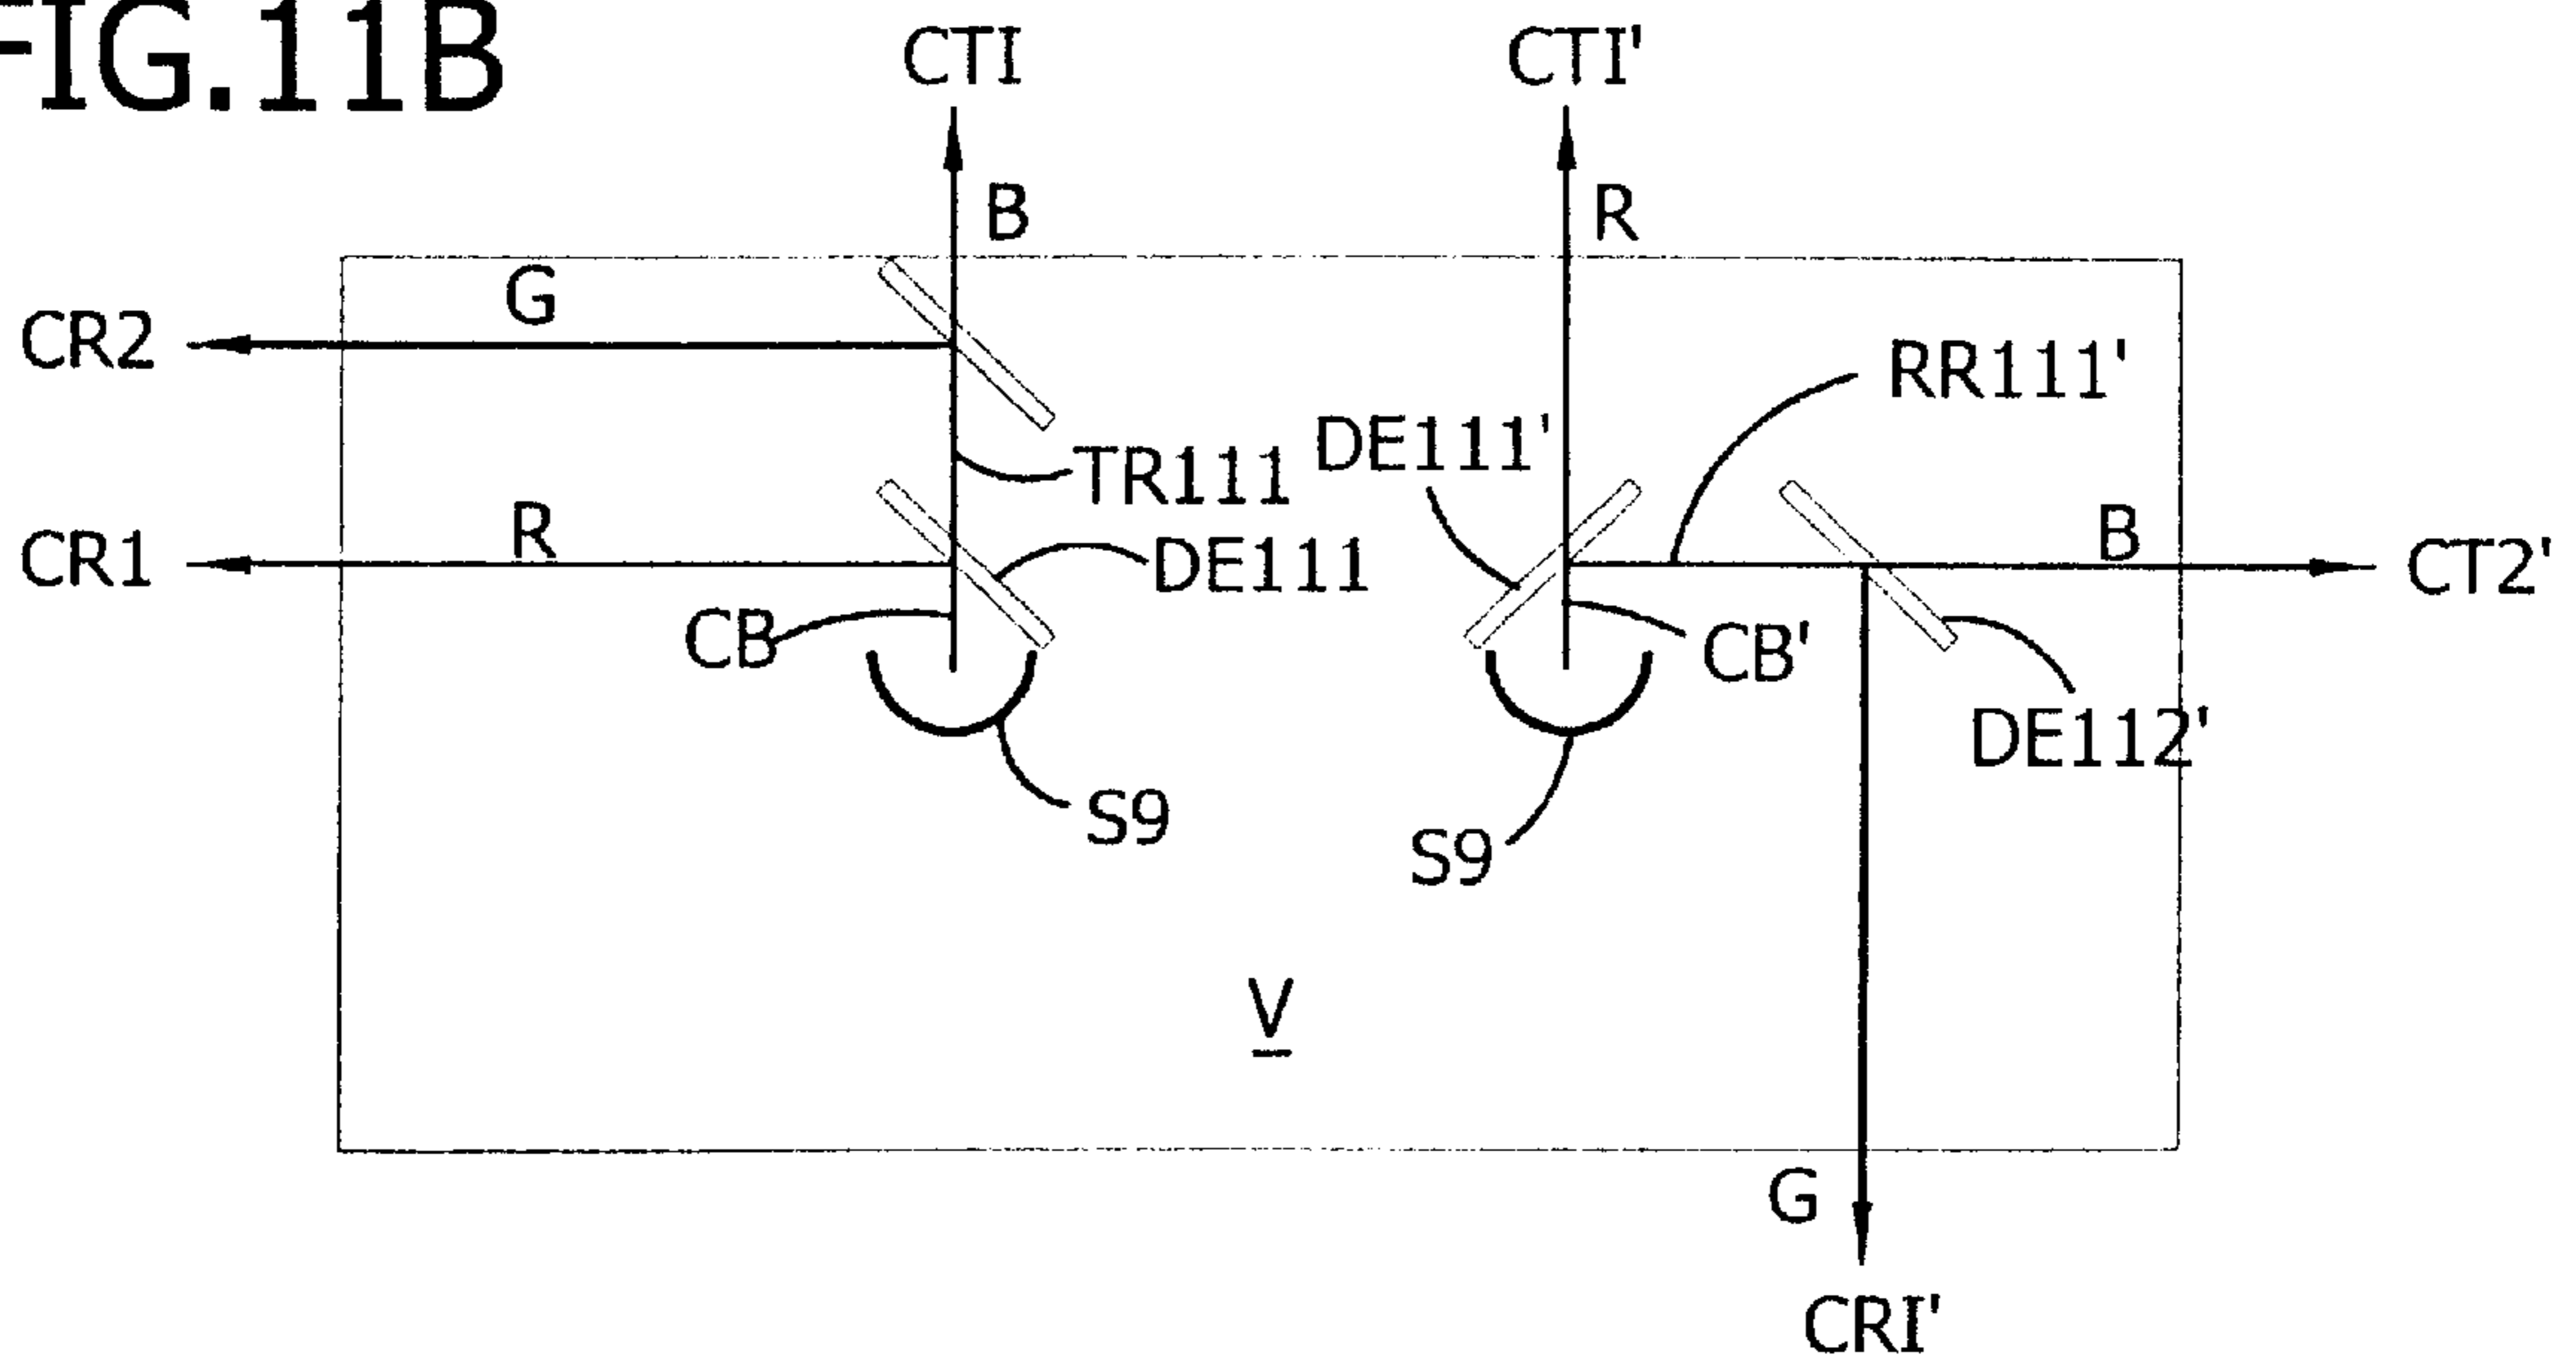 FIG.11B
CTI
CTI'
B
R
G
CR2
RR111'
DE111'
TR111
R
B
CR1
DE111
CT2'
CB
CB'
DE112'
S9
S9
V
G
CRI'